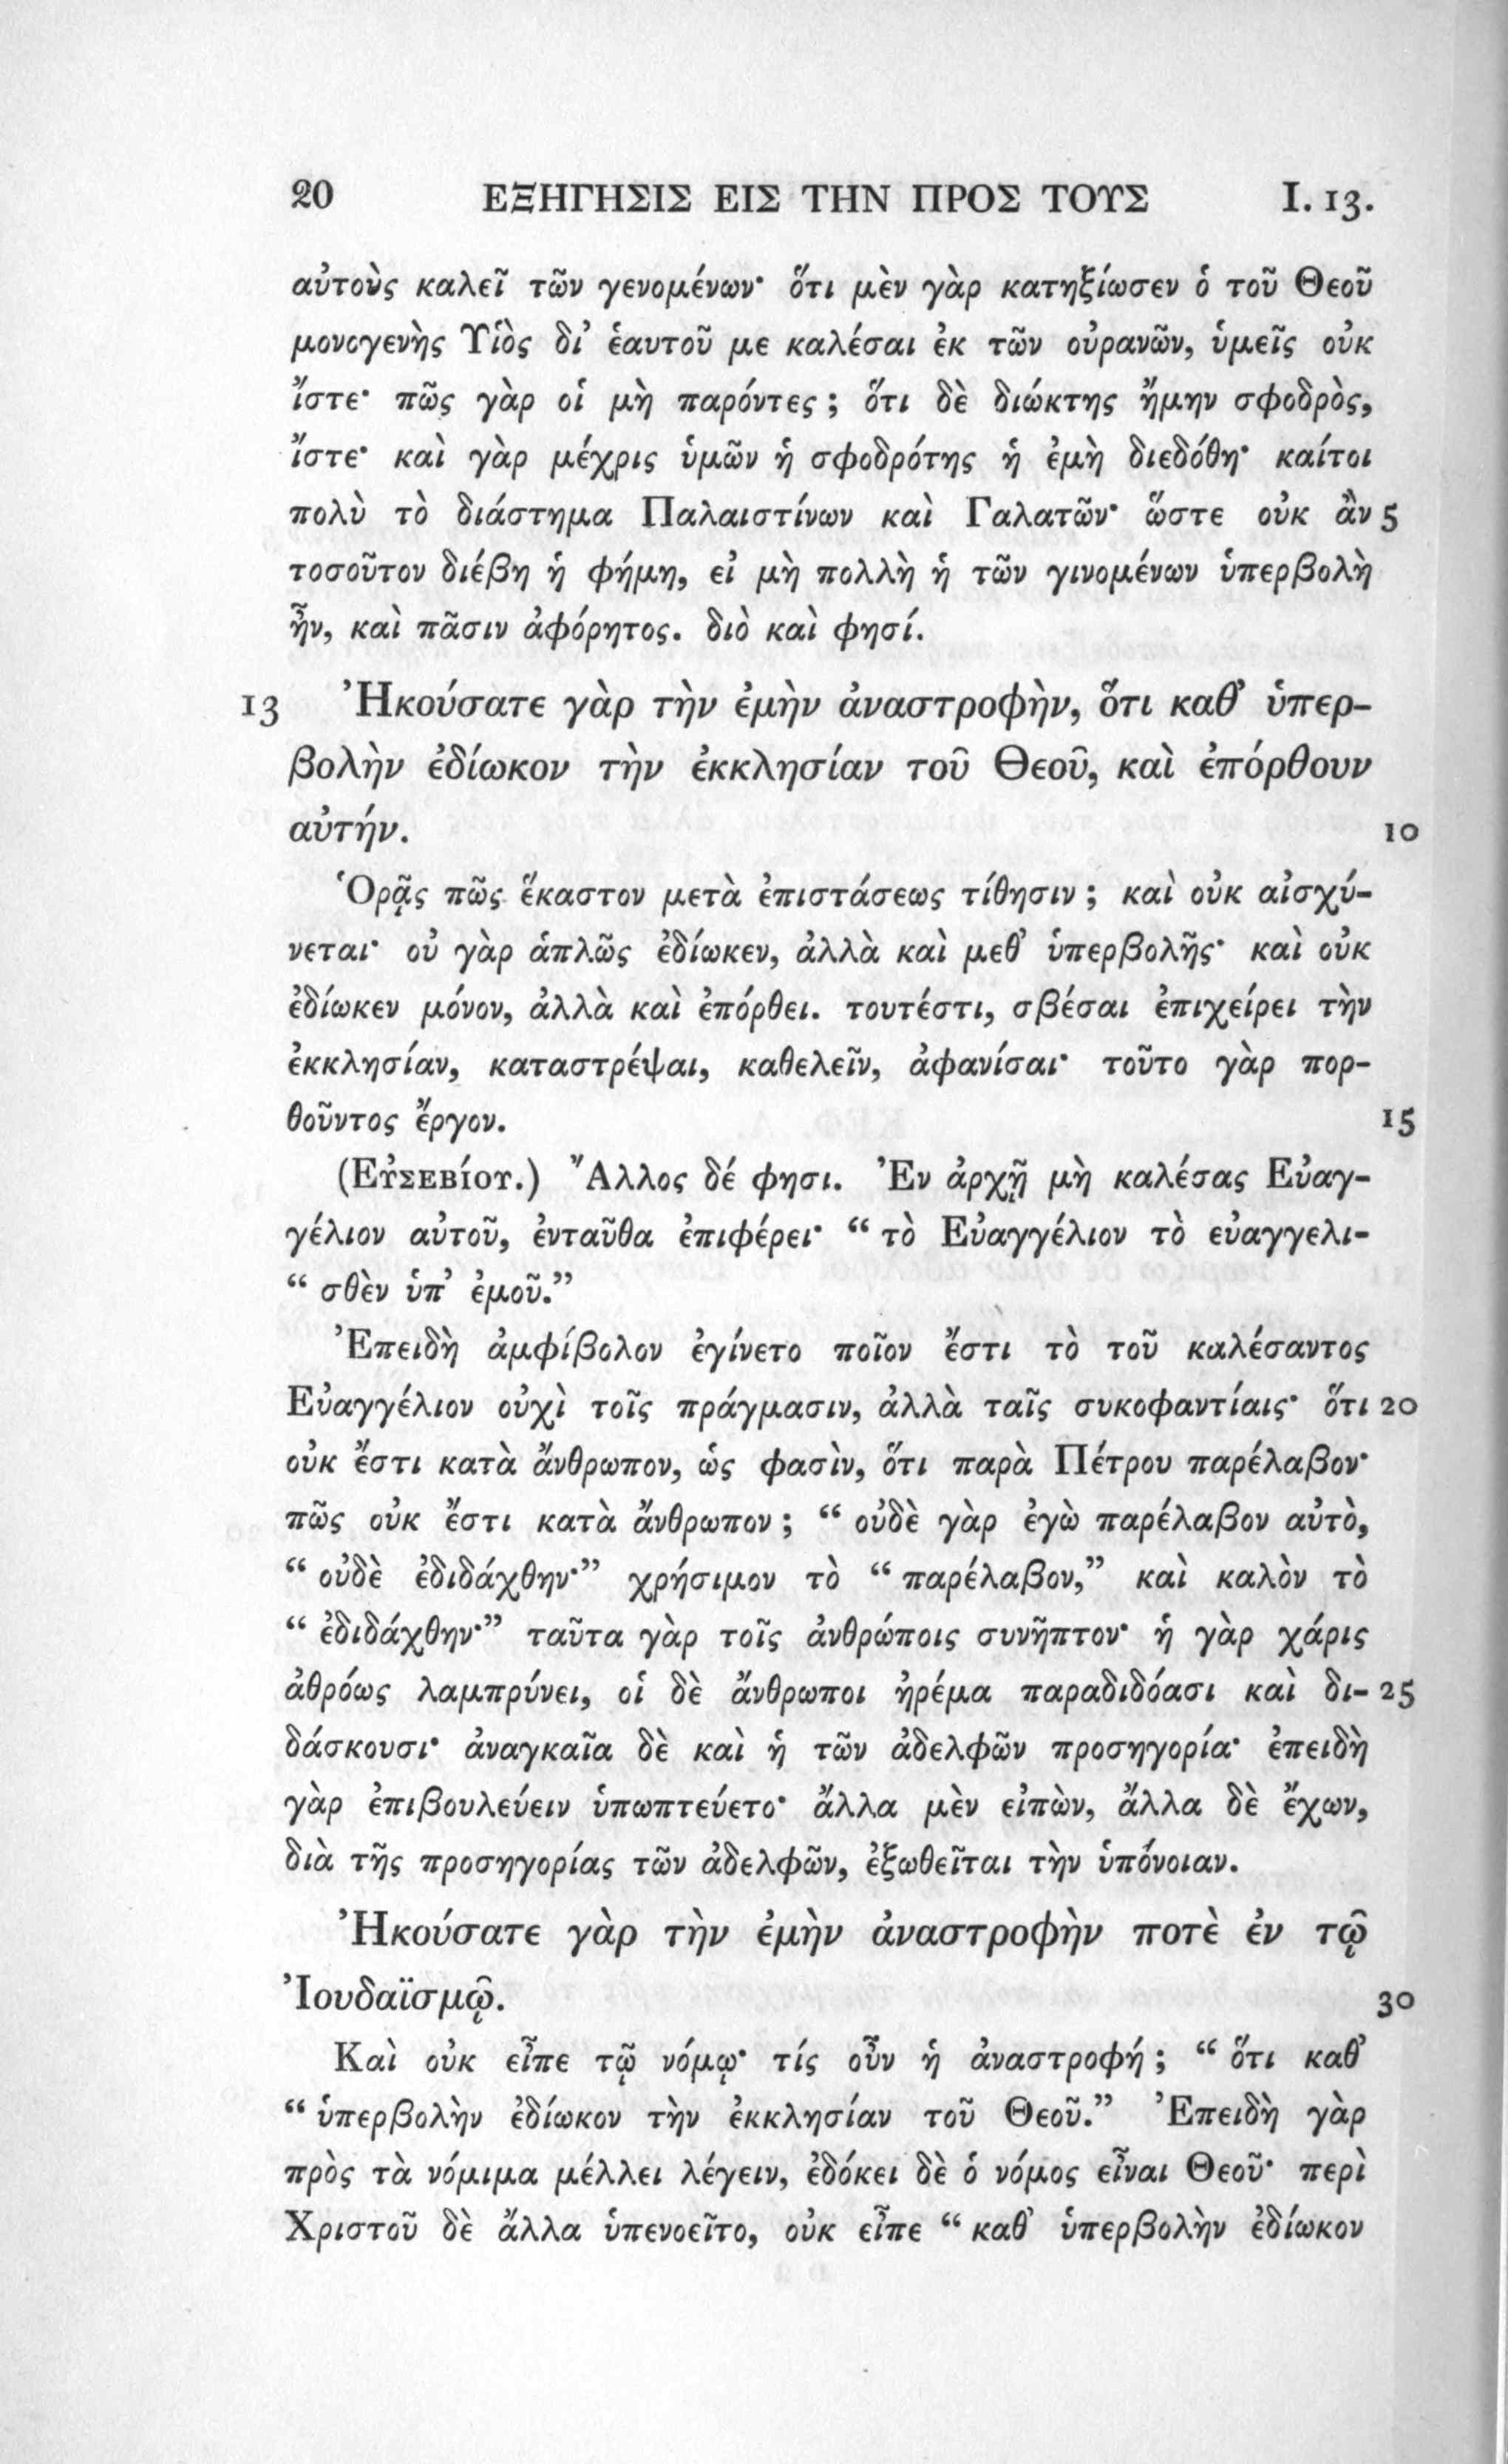 20 ΕΞΗΓΗΣΙΣ ΕΙΣ ΤΗΝ ΠΡΟΣ ΤΟΥΣ I. 13.
αὐτοὺς καλεῖ τῶν γενομένων· ὅτι μὲν γὰρ κατηξίωσεν ὁ τοῦ Θεοῦ
μονογενὴς Υἱὸς δι’ ἑαυτοῦ με καλέσαι ἐκ τῶν οὐρανῶν, ὑμεῖς οὐκ
ἴστε· πῶς γὰρ οἱ μὴ παρόντες ; ὅτι δὲ διώκτης ἤμην σφοδρὸς,
ἴστε· καὶ γὰρ μέχρις ὑμῶν ἡ σφοδρότης ἡ ἐμὴ διεδόθη· καίτοι
πολὺ τὸ διάστημα Παλαιστίνων καὶ Γαλατῶν· ὥστε οὐκ ἂν 5
τοσοῦτον διέβη ἡ φήμη, εἰ μὴ πολλὴ ἡ τῶν γινομένων ὑπερβολὴ
ἦν, καὶ πᾶσιν ἀφόρητος. διὸ καὶ φησί.
13 Ἠκούσατε γὰρ τὴν ἐμὴν ἀναστροφὴν, ὅτι καθ’ ὑπερ-
βολὴν ἐδίωκον τὴν ἐκκλησίαν τοῦ Θεοῦ, καὶ ἐπόρθουν
αὐτήν. 10
Ὁρᾷς πῶς ἕκαστον μετὰ ἐπιστάσεως τίθησιν ; καὶ οὐκ αἰσχύ-
νεται· οὐ γὰρ ἁπλῶς ἐδίωκεν, ἀλλὰ καὶ μεθ’ ὑπερβολῆς· καὶ οὐκ
ἐδίωκεν μόνον, ἀλλὰ καὶ ἐπόρθει. τουτέστι, σβέσαι ἐπιχείρει τὴν
ἐκκλησίαν, καταστρέψαι, καθελεῖν, ἀφανίσαι· τοῦτο γὰρ πορ-
θοῦντος ἔργον. 15
(ΕὐΣΕΒίΟΥ.) Ἄλλος δέ φησι. Ἐν ἀρχῇ μὴ καλέσας Εὐαγ-
γέλιον αὐτοῦ, ἐνταῦθα ἐπιφέρει· “ τὸ Εὐαγγέλιον τὸ εὐαγγελι-
“ σθὲν ὑπ’ ἐμοῦ.”
Ἐπειδὴ ἀμφίβολον ἐγίνετο ποῖον ἔστι τὸ τοῦ καλέσαντος
Εὐαγγέλιον οὐχὶ τοῖς πράγμασιν, ἀλλὰ ταῖς συκοφαντίαις· ὅτι 20
οὐκ ἔστι κατὰ ἄνθρωπον, ὡς φασὶν, ὅτι παρὰ Πέτρου παρέλαβον·
πῶς οὐκ ἔστι κατὰ ἄνθρωπον ; “ οὐδὲ γὰρ ἐγὼ παρέλαβον αὐτὸ,
“ οὐδὲ ἐδιδάχθην·” χρήσιμον τὸ “ παρέλαβον,” καὶ καλὸν τὸ
“ ἐδιδάχθην·” ταῦτα γὰρ τοῖς ἀνθρώποις συνῆπτον· ἡ γὰρ χάρις
ἀθρόως λαμπρύνει, οἱ δὲ ἄνθρωποι ἠρέμα παραδιδόασι καὶ δι- 25
δάσκουσι· ἀναγκαῖα δὲ καὶ ἡ τῶν ἀδελφῶν προσηγορία· ἐπειδὴ
γὰρ ἐπιβουλεύειν ὑπωπτεύετο· ἄλλα μὲν εἰπὼν, ἄλλα δὲ ἔχων,
διὰ τῆς προσηγορίας τῶν ἀδελφῶν, ἐξωθεῖται τὴν ὑπόνοιαν.
Ἠκούσατε γὰρ τὴν ἐμὴν ἀναστροφὴν ποτὲ ἐν τῷ
Ἰουδαϊσμῷ. 30
Καὶ οὐκ εἶπε τῷ νόμῳ· τίς οὖν ἡ ἀναστροφή ; “ ὅτι καθ’
“ ὑπερβολὴν ἐδίωκον τὴν ἐκκλησίαν τοῦ Θεοῦ.” Ἐπειδὴ γὰρ
πρὸς τὰ νόμιμα μέλλει λέγειν, ἐδόκει δὲ ὁ νόμος εἶναι Θεοῦ· περὶ
Χριστοῦ δὲ ἄλλα ὑπενοεῖτο, οὐκ εἶπε “ καθ’ ὑπερβολὴν ἐδίωκον